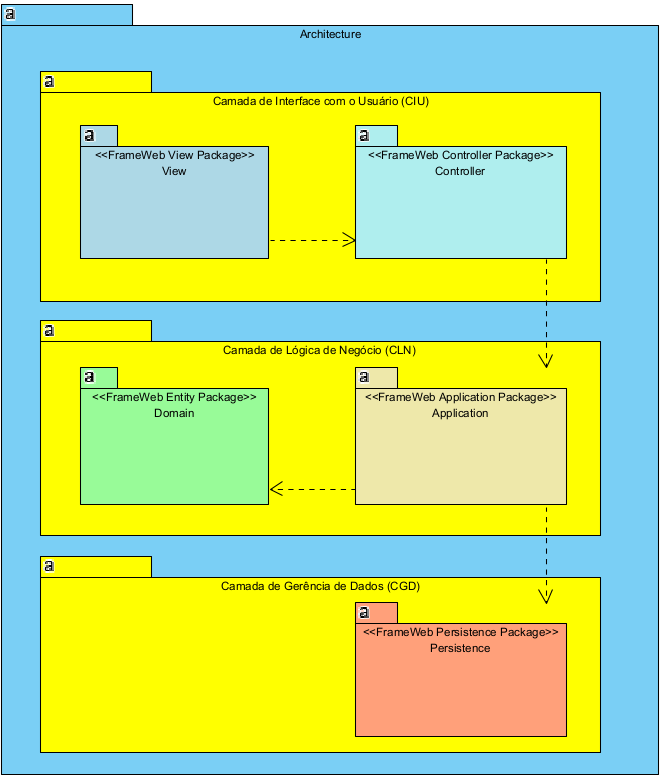 a
Architecture
a
Camada de Interface com o Usuário (CIU)
a
<<FrameWeb View Package>>
View
a
<<FrameWeb Controller Package>>
Controller
a
Camada de Lógica de Negócio (CLN)
a
<<FrameWeb Entity Package>>
Domain
a
<<FrameWeb Application Package>>
Application
a
Camada de Gerência de Dados (CGD)
a
<<FrameWeb Persistence Package>>
Persistence